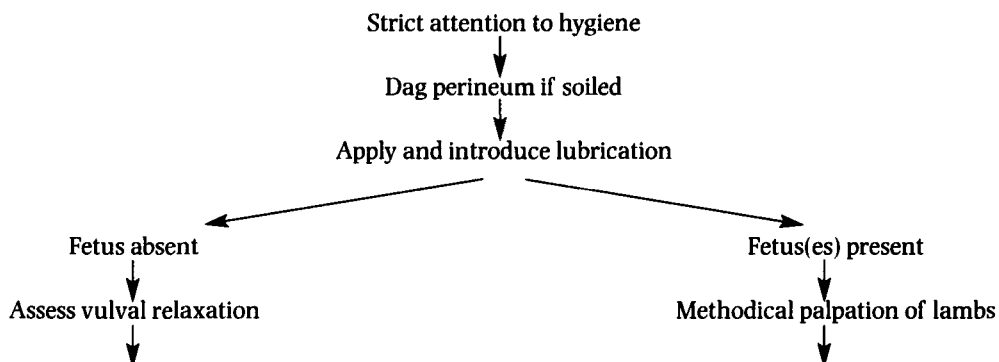 Strict attention to hygiene
Dag perineum if soiled
Apply and introduce lubrication
Fetus absent
Fetus(es) present
Assess vulval relaxation
Methodical palpation of lambs